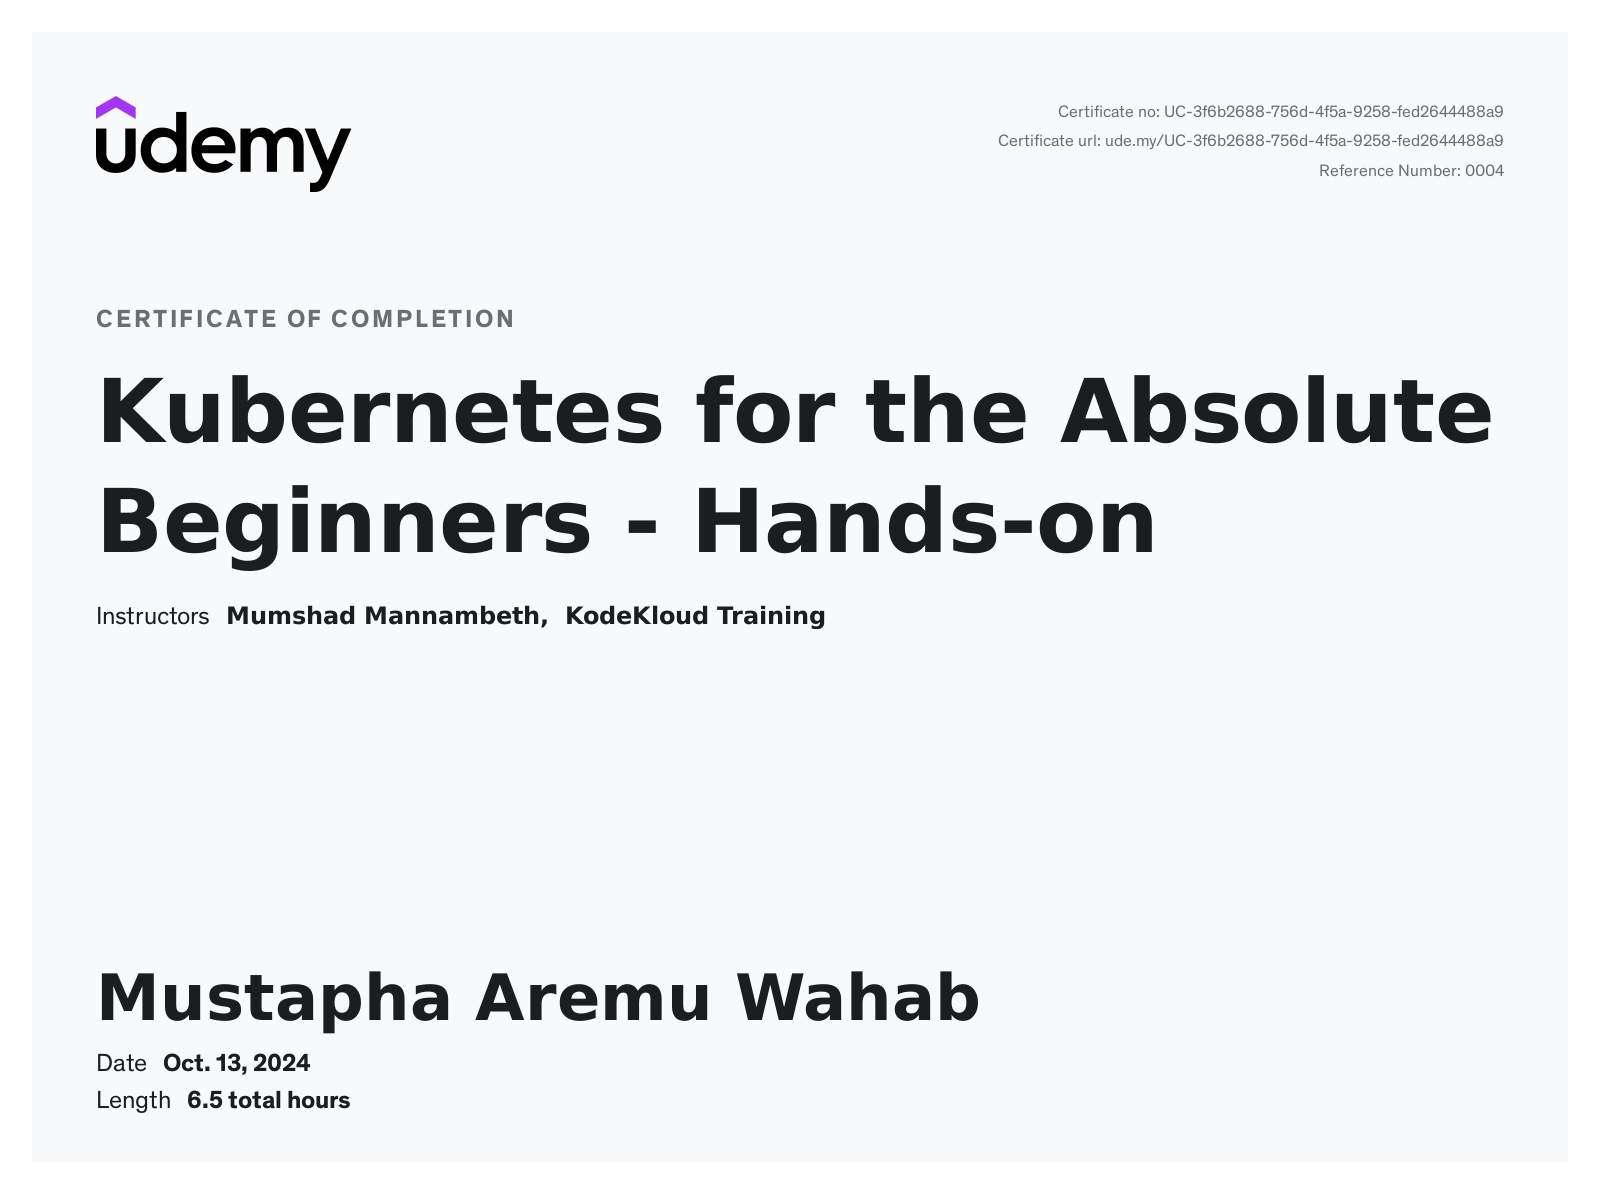 udemy
Certificate no: UC-3f6b2688-756d-4f5a-9258-fed2644488a9
Certificate url: ude.my/UC-3f6b2688-756d-4f5a-9258-fed2644488a9
Reference Number: 0004
CERTIFICATE OF COMPLETION
Kubernetes for the Absolute
Beginners - Hands-on
Instructors Mumshad Mannambeth, KodeKloud Training
Mustapha Aremu Wahab
Date Oct. 13, 2024
Length 6.5 total hours